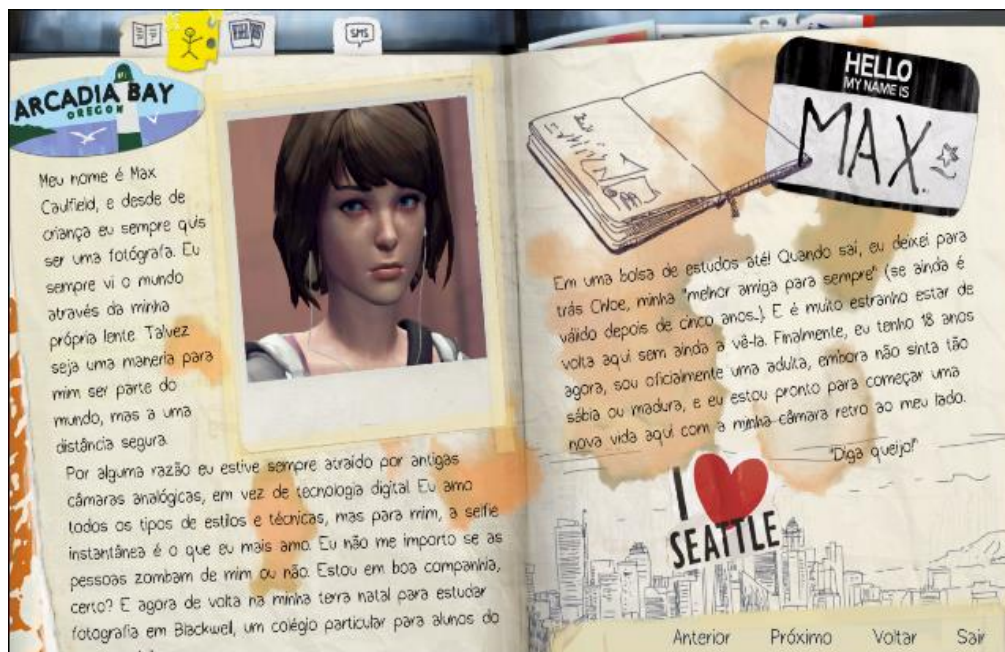 SMS
ARCADIA BAY
OREGON
Meu nome é Max
Caulfield, e desde de
criança eu sempre quis
ser uma fotógrafa. Eu
sempre vi o mundo
através da minha
própria lente. Talvez
seja uma maneria para
mim ser parte do
mundo, mas a uma
distância segura.
Por alguma razão eu estive sempre atraído por antigas
câmaras analógicas, em vez de tecnologia digital. Eu amo
todos os tipos de estilos e técnicas, mas para mim, a selfie
instantânea é o que eu mais amo. Eu não me importo se as
pessoas zombam de mim ou não. Estou em boa companhia,
certo? E agora de volta na minha terra natal para estudar
fotografia em Blackwell, um colégio particular para alunos do
HELLO
MY NAME IS
MAX.
Em uma bolsa de estudos até! Quando saí, eu deixei para
trás Chloe, minha "melhor amiga para sempre" (se ainda é
válido depois de cinco anos...). E é muito estranho estar de
volta aqui sem ainda a vê-la. Finalmente, eu tenho 18 anos
agora, sou oficialmente uma adulta, embora não sinta tão
sábia ou madura, e eu estou pronto para começar uma
nova vida aqui com a minha câmara retro ao meu lado.
"Diga queijo!"
I
SEATTLE
Anterior Próximo Voltar Sair